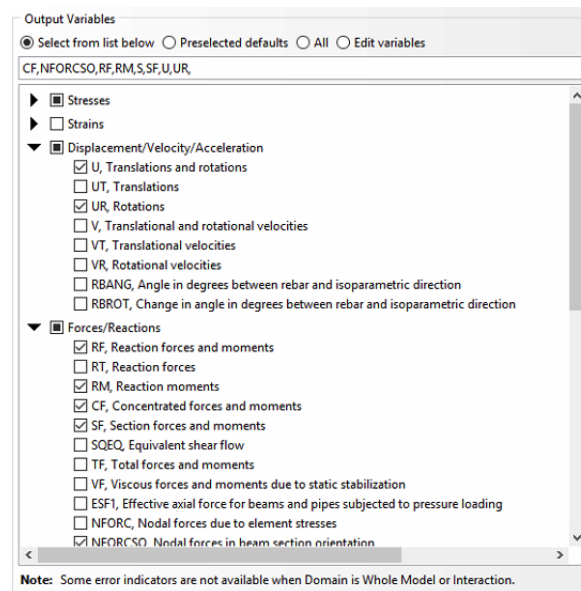 Output Variables
Select from list below Preselected defaults All Edit variables
CF,NFORCSO,RF,RM,S,SF,U,UR,
Stresses
Strains
Displacement/Velocity/Acceleration
U, Translations and rotations
UT, Translations
UR, Rotations
V, Translational and rotational velocities
VT, Translational velocities
VR, Rotational velocities
RBANG, Angle in degrees between rebar and isoparametric direction
RBROT, Change in angle in degrees between rebar and isoparametric direction
Forces/Reactions
RF, Reaction forces and moments
RT, Reaction forces
RM, Reaction moments
CF, Concentrated forces and moments
SF, Section forces and moments
SQEQ, Equivalent shear flow
TF, Total forces and moments
VF, Viscous forces and moments due to static stabilization
ESF1, Effective axial force for beams and pipes subjected to pressure loading
NFORC, Nodal forces due to element stresses
NFORCSO, Nodal forces in beam section orientation
Note: Some error indicators are not available when Domain is Whole Model or Interaction.